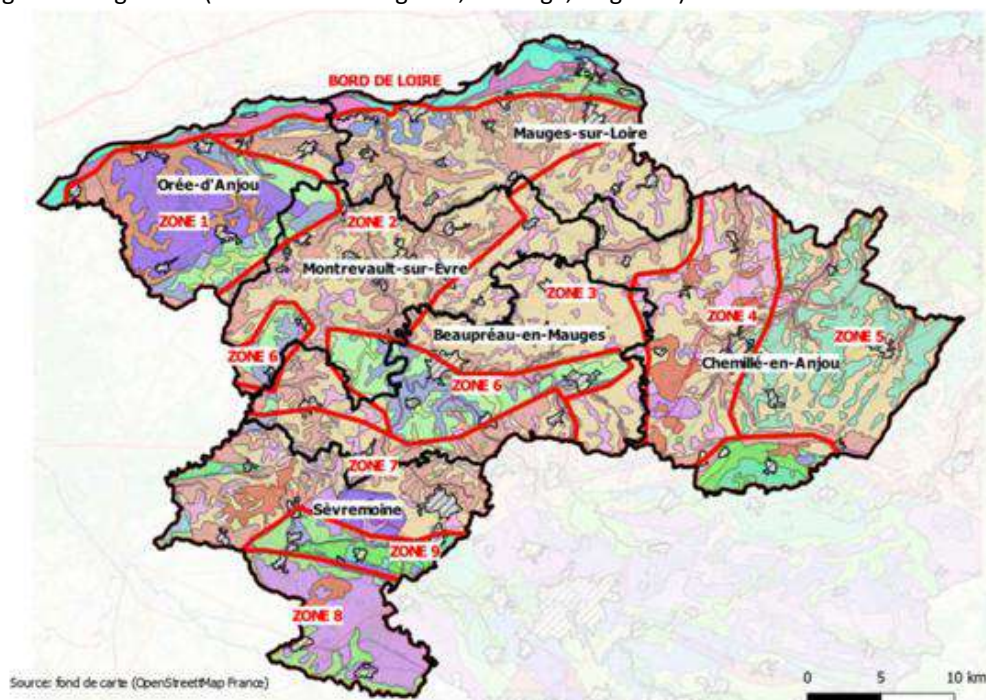 BORD DE LOIRE
Mauges-sur-Loire
Orée-d'Anjou
ZONE 1
ZONE 2
Montrevault-sur-Èvre
ZONE 3
ZONE 4
Beaupréau-en-Mauges
ZONE 5
ZONE 6
Chemillé-en-Anjou
ZONE 6
ZONE 7
Sèvremoine
ZONE 9
ZONE 8
Source: fond de carte (OpenStreetMap France)
0 5 10 km